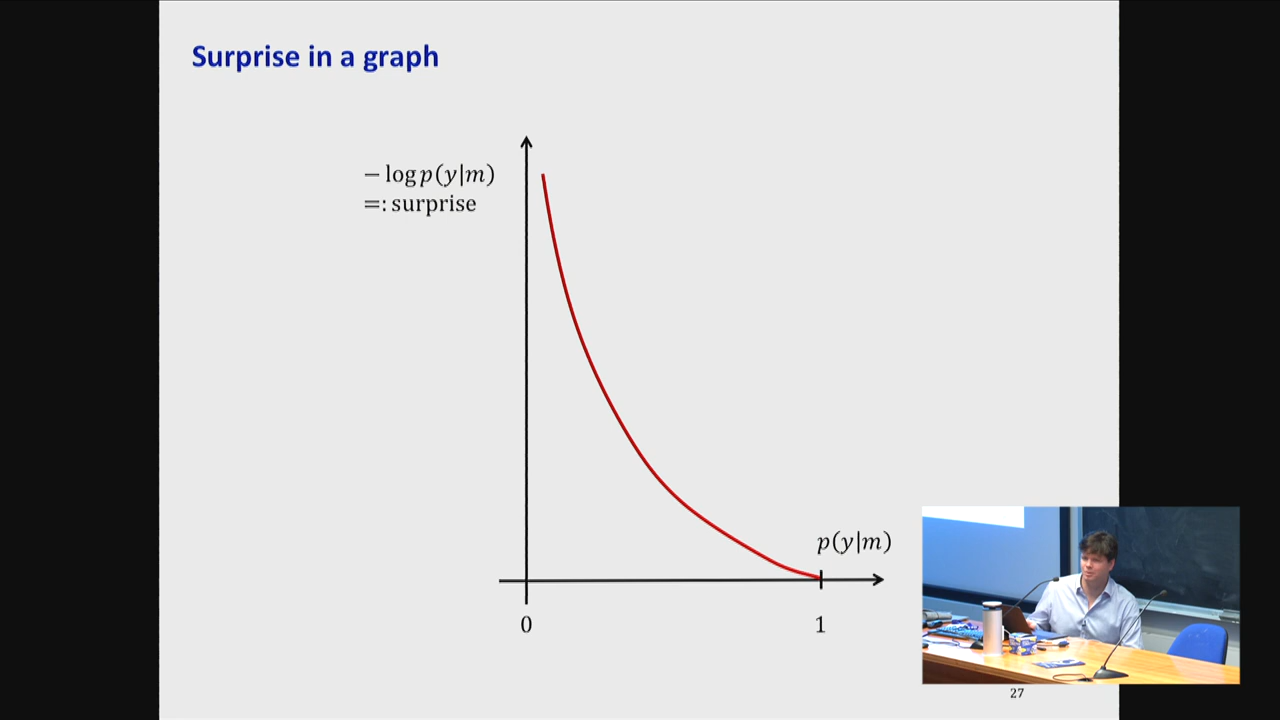 Surprise in a graph
− log p(y|m)
=: surprise
p(y|m)
0
1
27